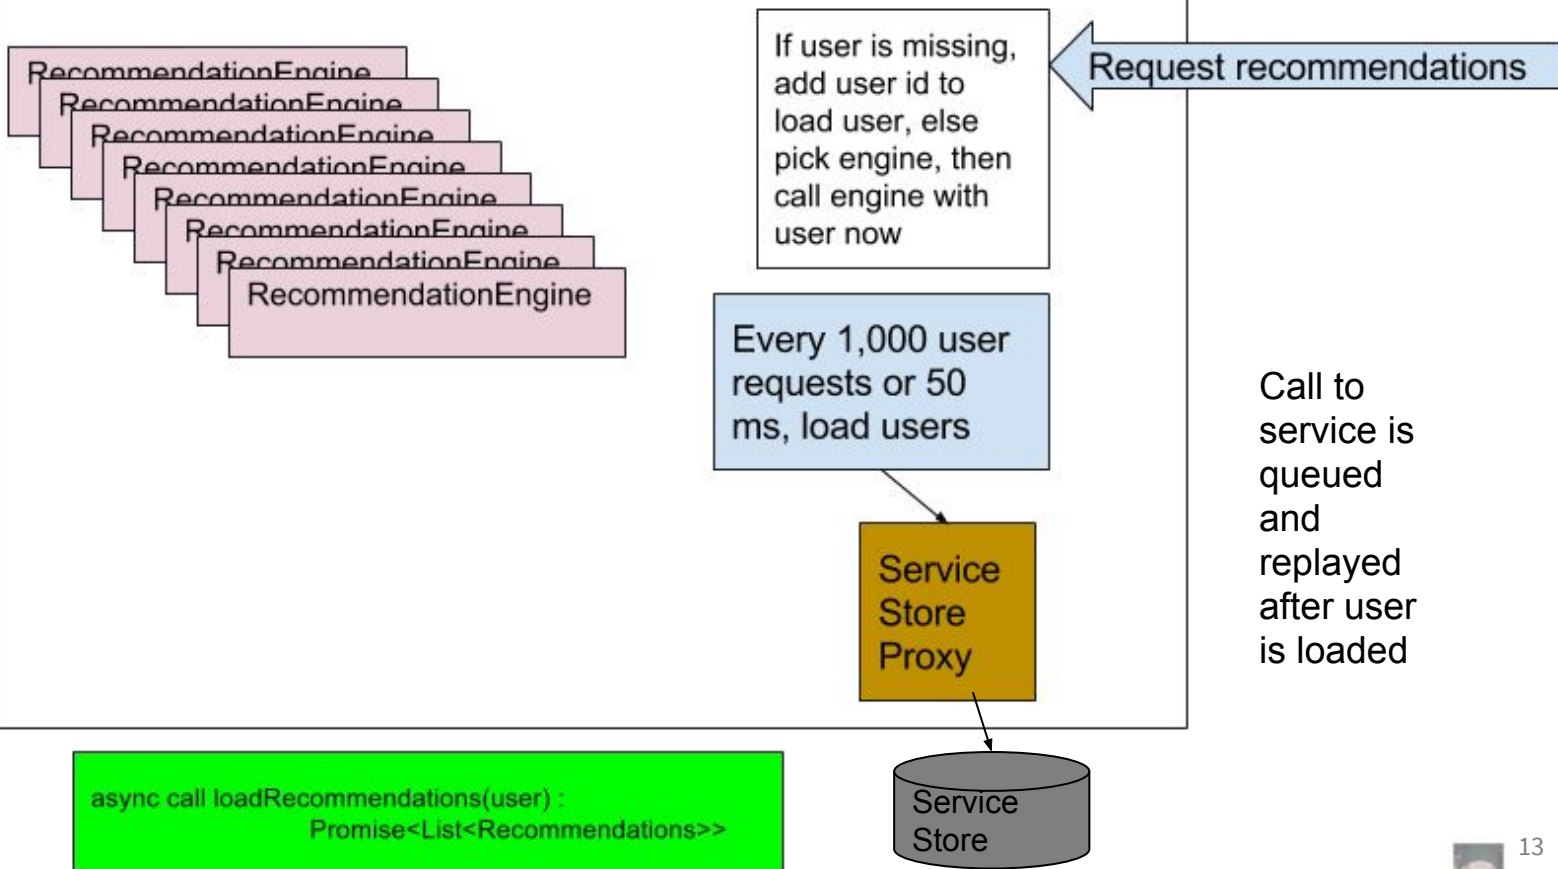 RecommendationEngine
RecommendationEngine
RecommendationEngine
RecommendationEngine
RecommendationEngine
RecommendationEngine
RecommendationEngine
RecommendationEngine
If user is missing,
add user id to
load user, else
pick engine, then
call engine with
user now
Request recommendations
Every 1,000 user
requests or 50
ms, load users
Call to
service is
queued
and
replayed
after user
is loaded
Service
Store
Proxy
async call loadRecommendations(user) :
Promise<List<Recommendations>>
Service
Store
13